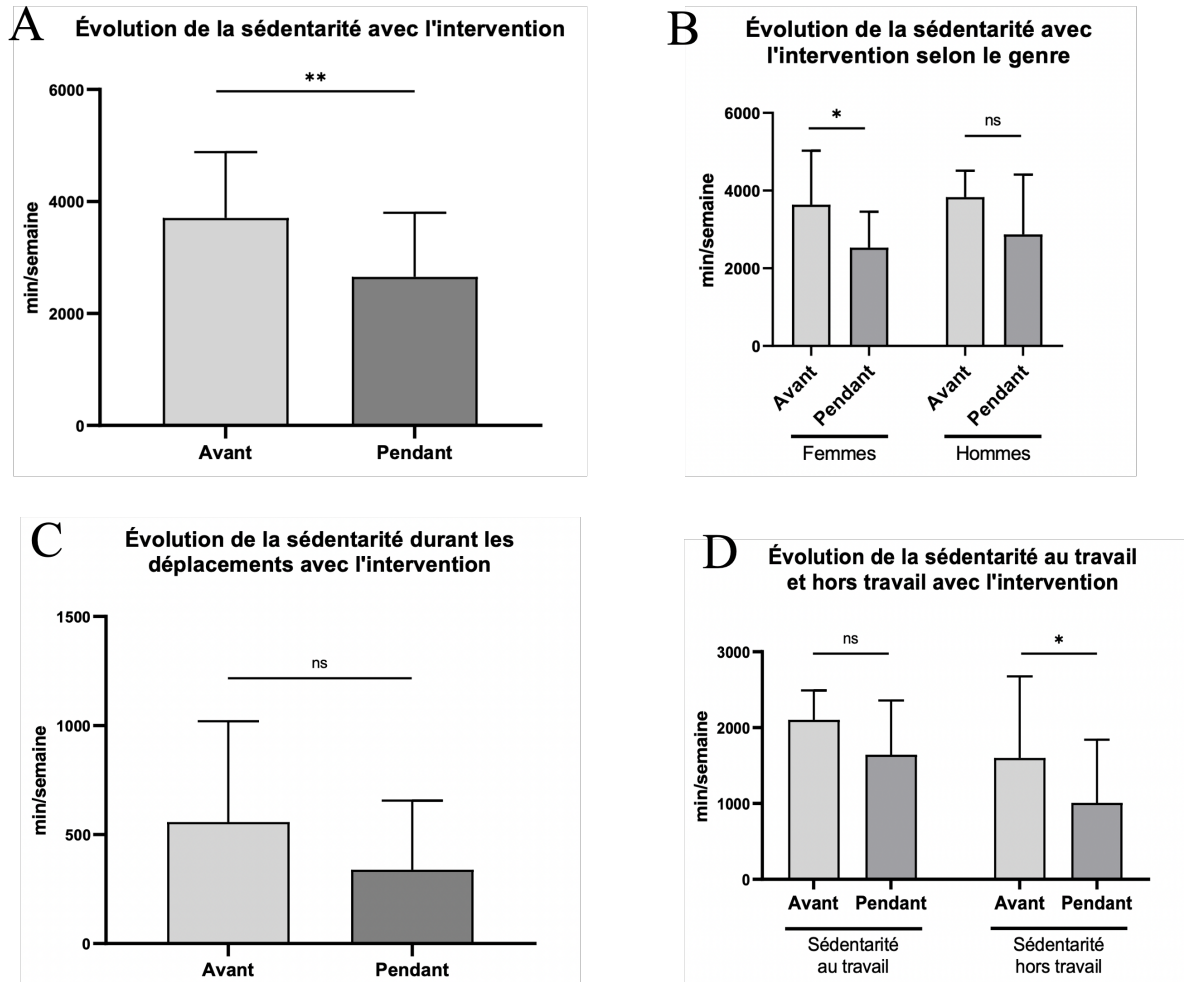 A
Évolution de la sédentarité avec l'intervention
**
6000
4000
2000
0
min/semaine
Avant Pendant
B
Évolution de la sédentarité avec
l'intervention selon le genre
* ns
6000
4000
2000
0
min/semaine
Avant Pendant Avant Pendant
Femmes Hommes
C
Évolution de la sédentarité durant les
déplacements avec l'intervention
ns
1500
1000
500
0
min/semaine
Avant Pendant
D
Évolution de la sédentarité au travail
et hors travail avec l'intervention
ns *
3000
2000
1000
0
min/semaine
Avant Pendant Avant Pendant
Sédentarité Sédentarité
au travail hors travail